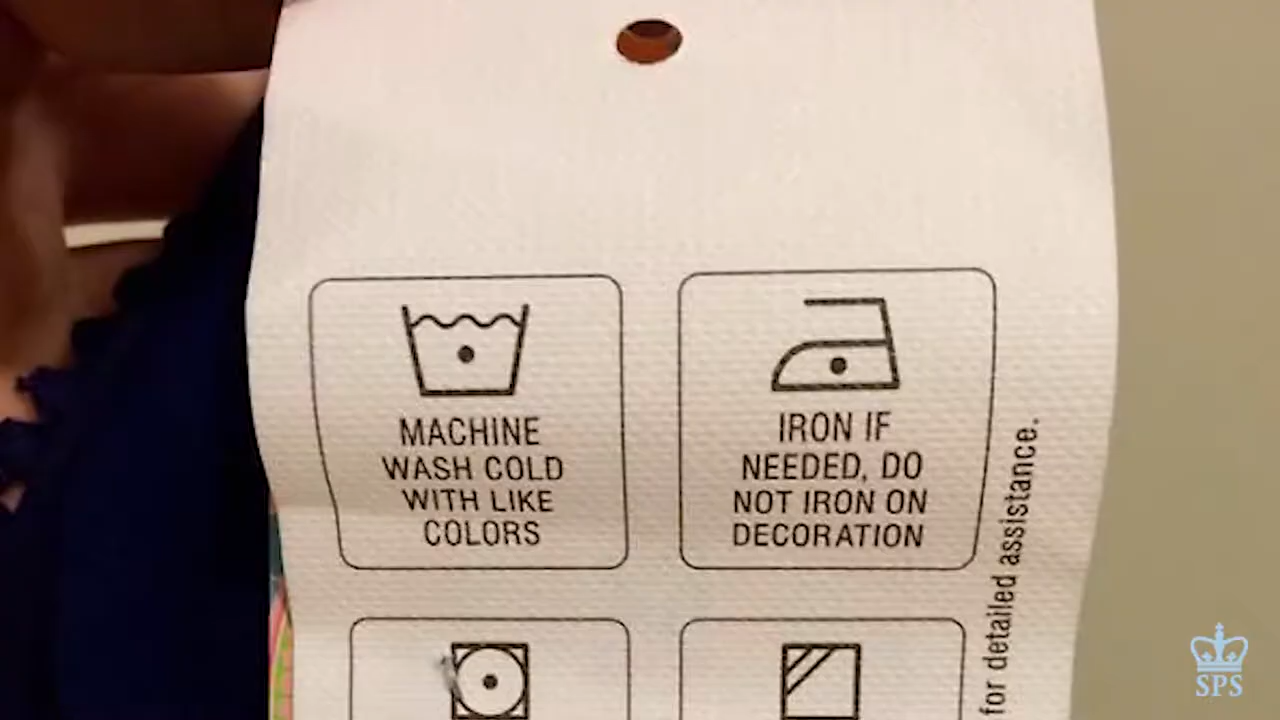 MACHINE
WASH COLD
WITH LIKE
COLORS
IRON IF
NEEDED, DO
NOT IRON ON
DECORATION
for detailed assistance.
SPS